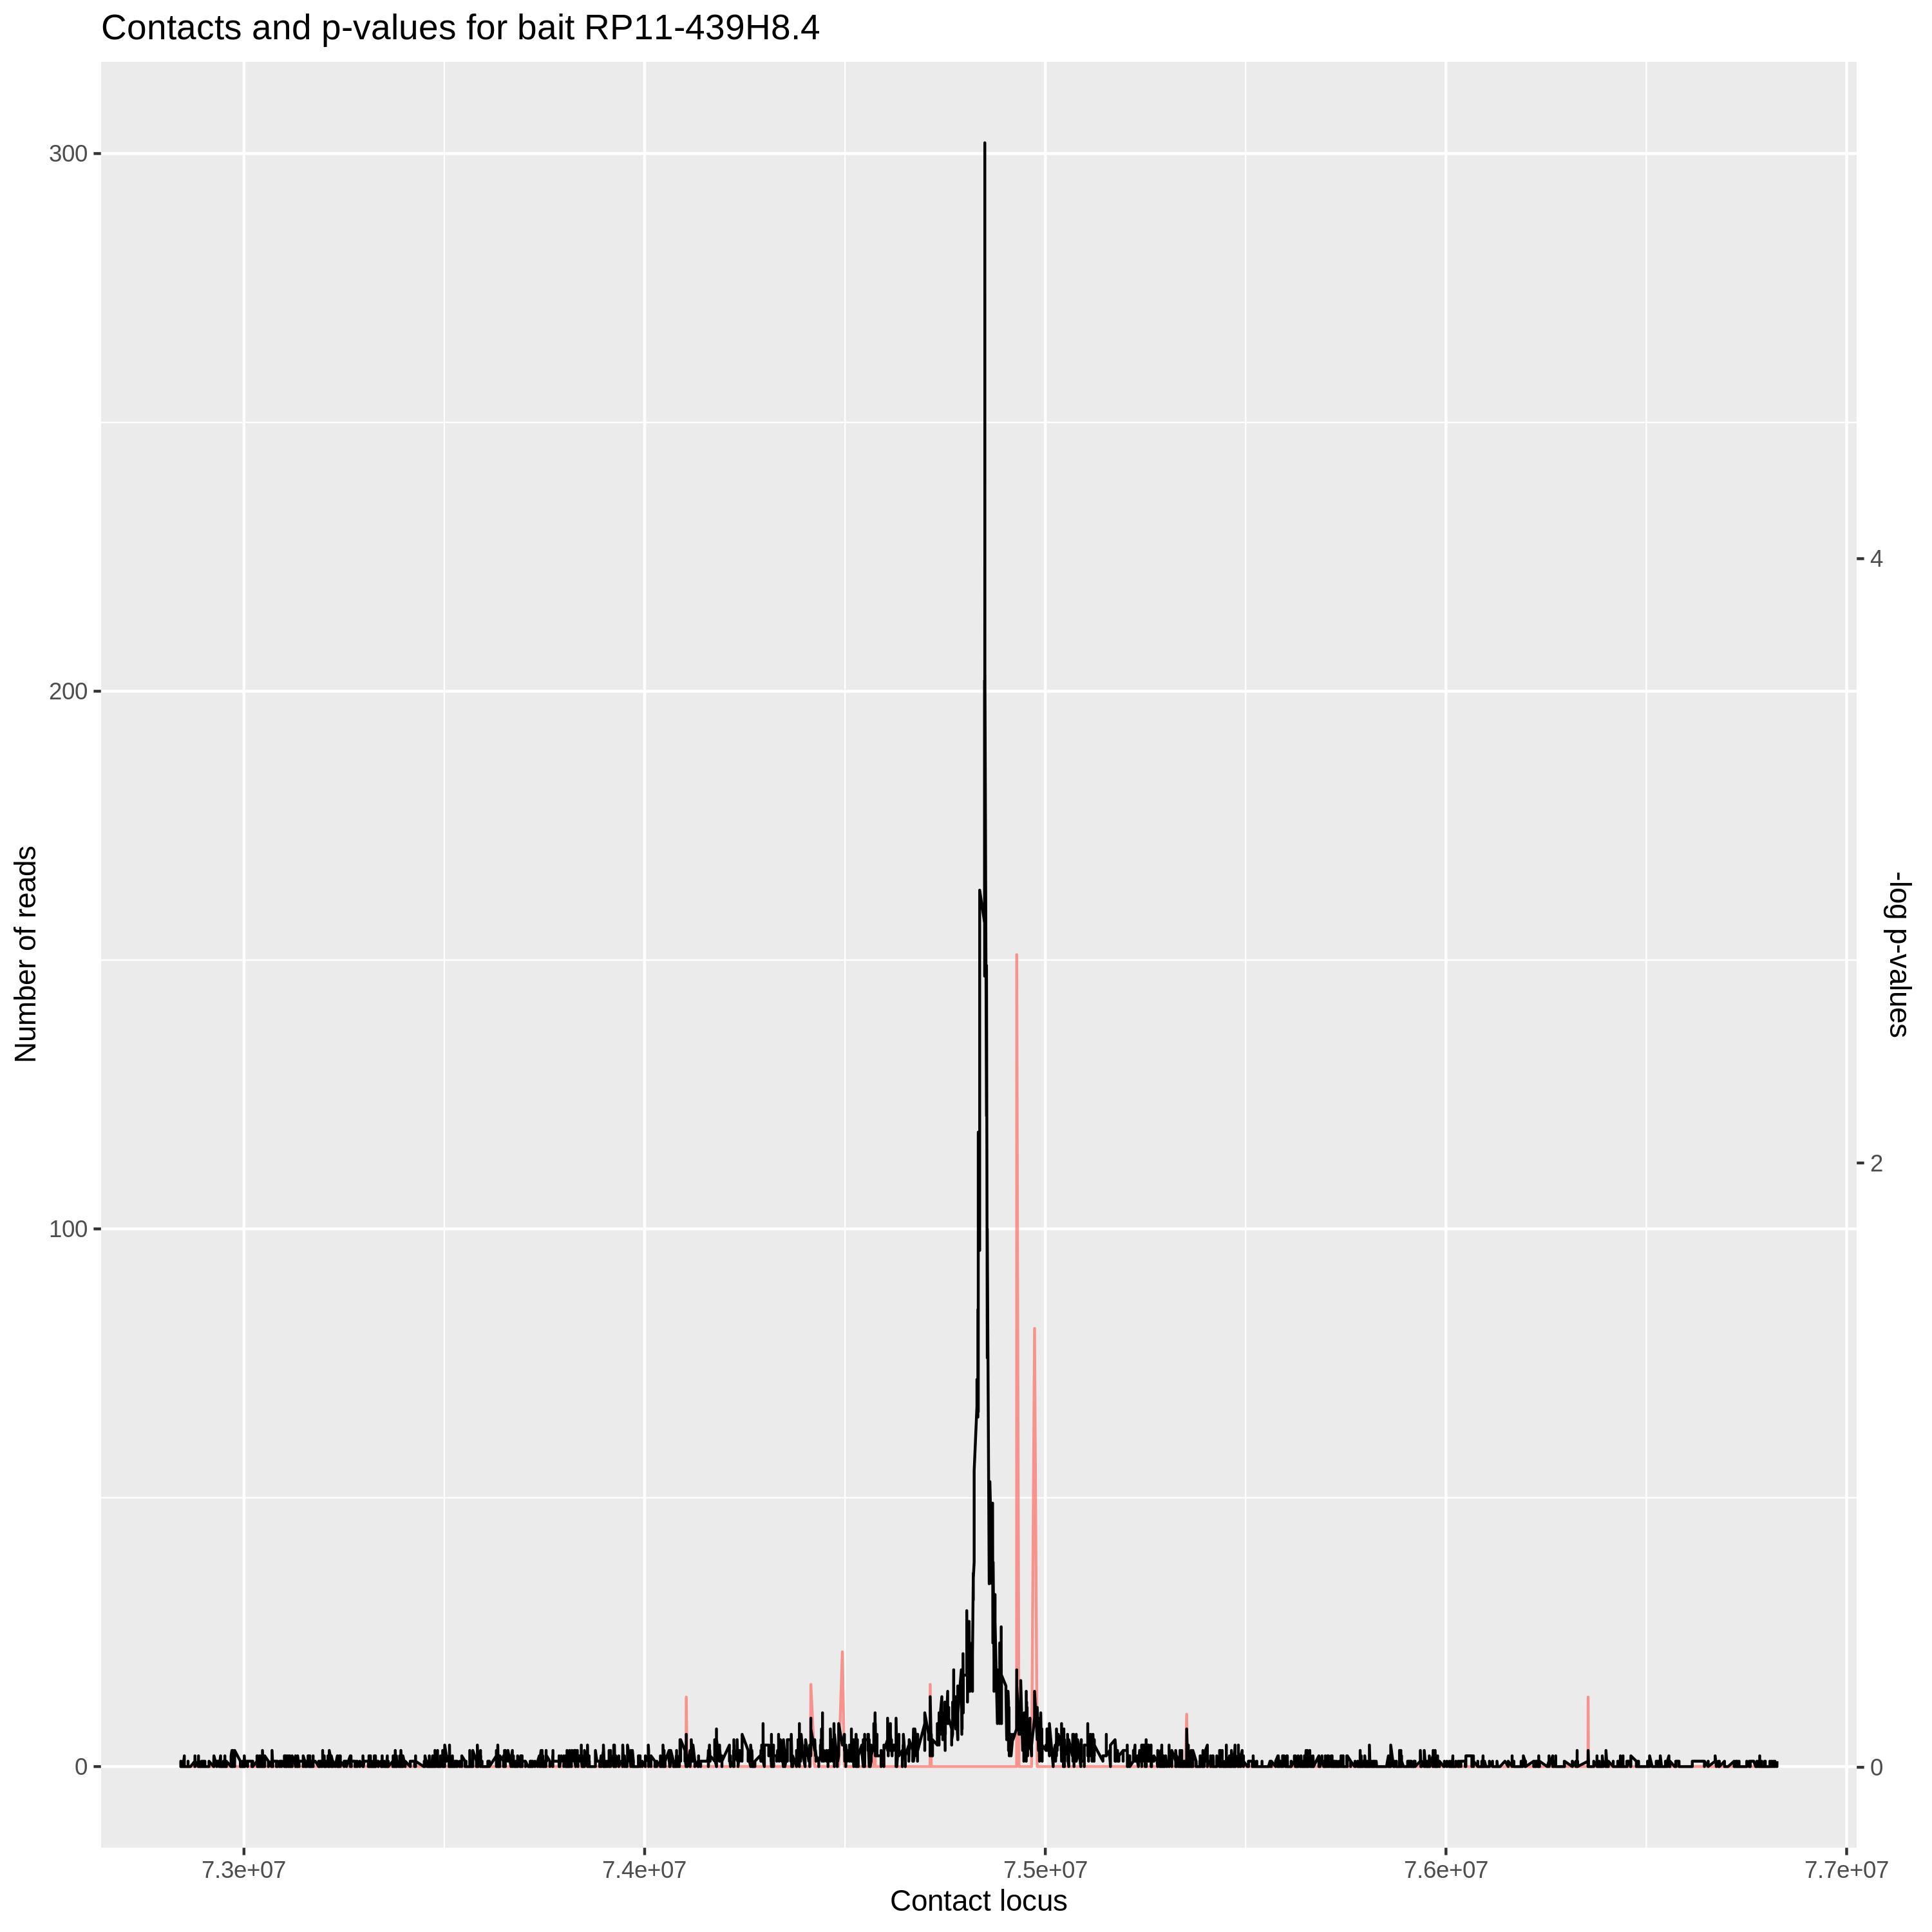 Contacts and p-values for bait RP11-439H8.4
300
200
100
0
Number of reads
4
2
0
-log p-values
7.3e+07
7.4e+07
7.5e+07
7.6e+07
7.7e+07
Contact locus